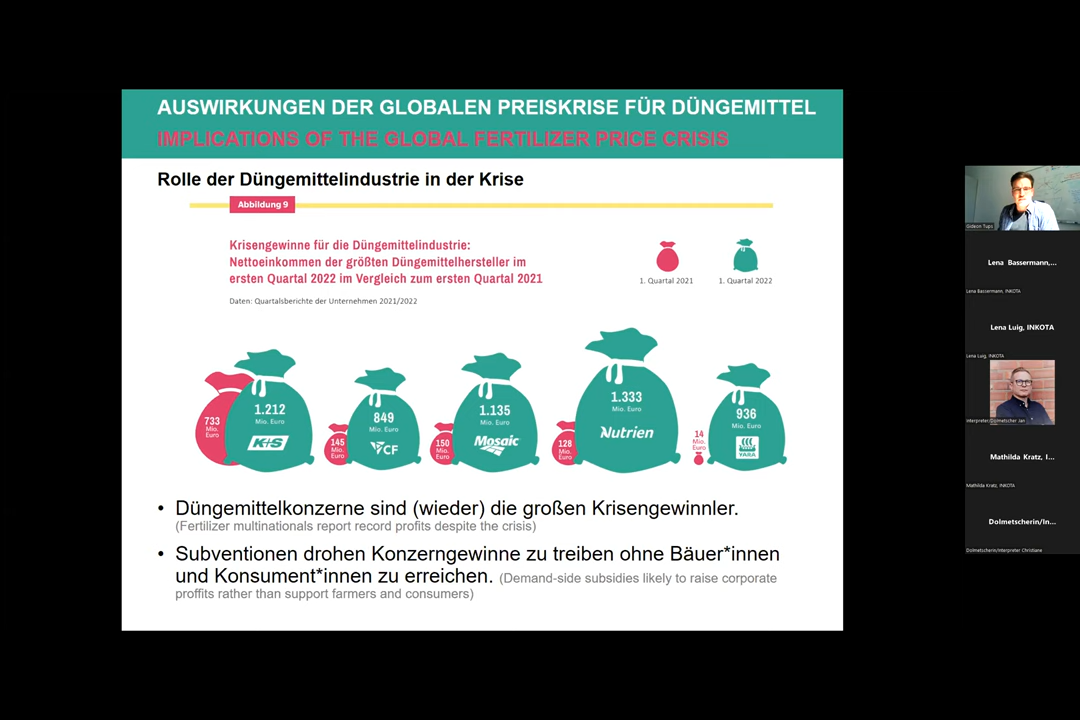 AUSWIRKUNGEN DER GLOBALEN PREISKRISE FÜR DÜNGEMITTEL
IMPLICATIONS OF THE GLOBAL FERTILIZER PRICE CRISIS
Rolle der Düngemittelindustrie in der Krise
Abbildung 9
Krisengewinne für die Düngemittelindustrie:
Nettoeinkommen der größten Düngemittelhersteller im
ersten Quartal 2022 im Vergleich zum ersten Quartal 2021
Daten: Quartalsberichte der Unternehmen 2021/2022
1. Quartal 2021
1. Quartal 2022
733
Mio.
Euro
1.212
Mio. Euro
K+S
145
Mio.
Euro
849
Mio. Euro
CF
150
Mio.
Euro
1.135
Mio. Euro
Mosaic
128
Mio.
Euro
1.333
Mio. Euro
Nutrien
14
Mio.
Euro
936
Mio. Euro
YARA
• Düngemittelkonzerne sind (wieder) die großen Krisengewinnler.
(Fertilizer multinationals report record profits despite the crisis)
• Subventionen drohen Konzerngewinne zu treiben ohne Bäuer*innen
und Konsument*innen zu erreichen. (Demand-side subsidies likely to raise corporate
proffits rather than support farmers and consumers)
Gideon Tups
Lena Bassermann,...
Lena Bassermann, INKOTA
Lena Luig, INKOTA
Lena Luig, INKOTA
Interpreter/Dolmetscher Jan
Mathilda Kratz, I...
Mathilda Kratz, INKOTA
Dolmetscherin/In...
Dolmetscherin/Interpreter Christiane